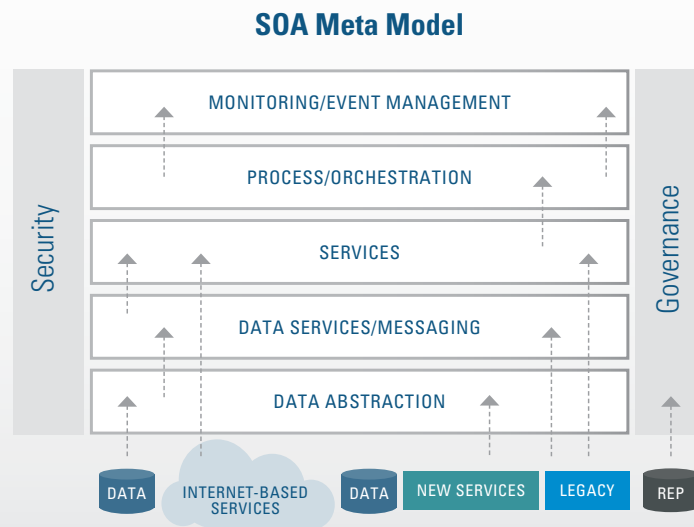 SOA Meta Model
Security
MONITORING/EVENT MANAGEMENT
PROCESS/ORCHESTRATION
SERVICES
DATA SERVICES/MESSAGING
DATA ABSTRACTION
Governance
DATA
INTERNET-BASED
SERVICES
DATA
NEW SERVICES
LEGACY
REP